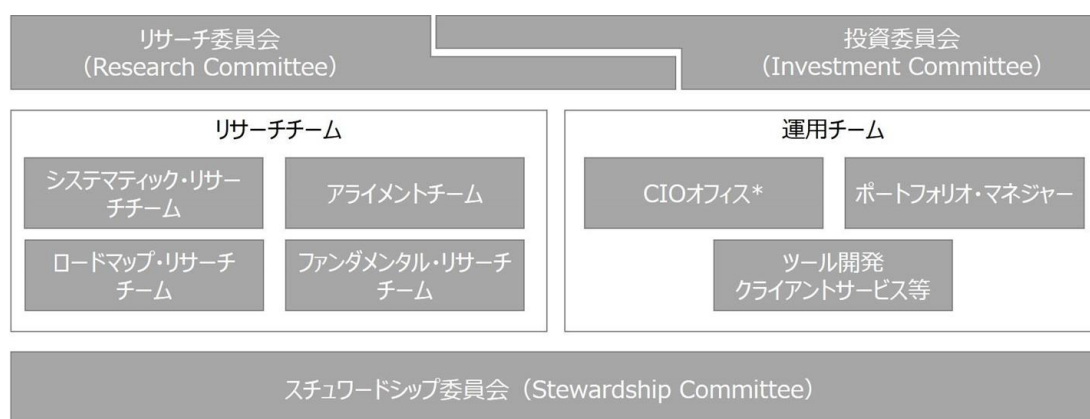 リサーチ委員会
（Research Committee）
投資委員会
（Investment Committee）
リサーチチーム
運用チーム
システマティック・リサー
チチーム
アライメントチーム
CIOオフィス*
ポートフォリオ・マネジャー
ロードマップ・リサーチ
チーム
ファンダメンタル・リサーチ
チーム
ツール開発
クライアントサービス等
スチュワードシップ委員会（Stewardship Committee）